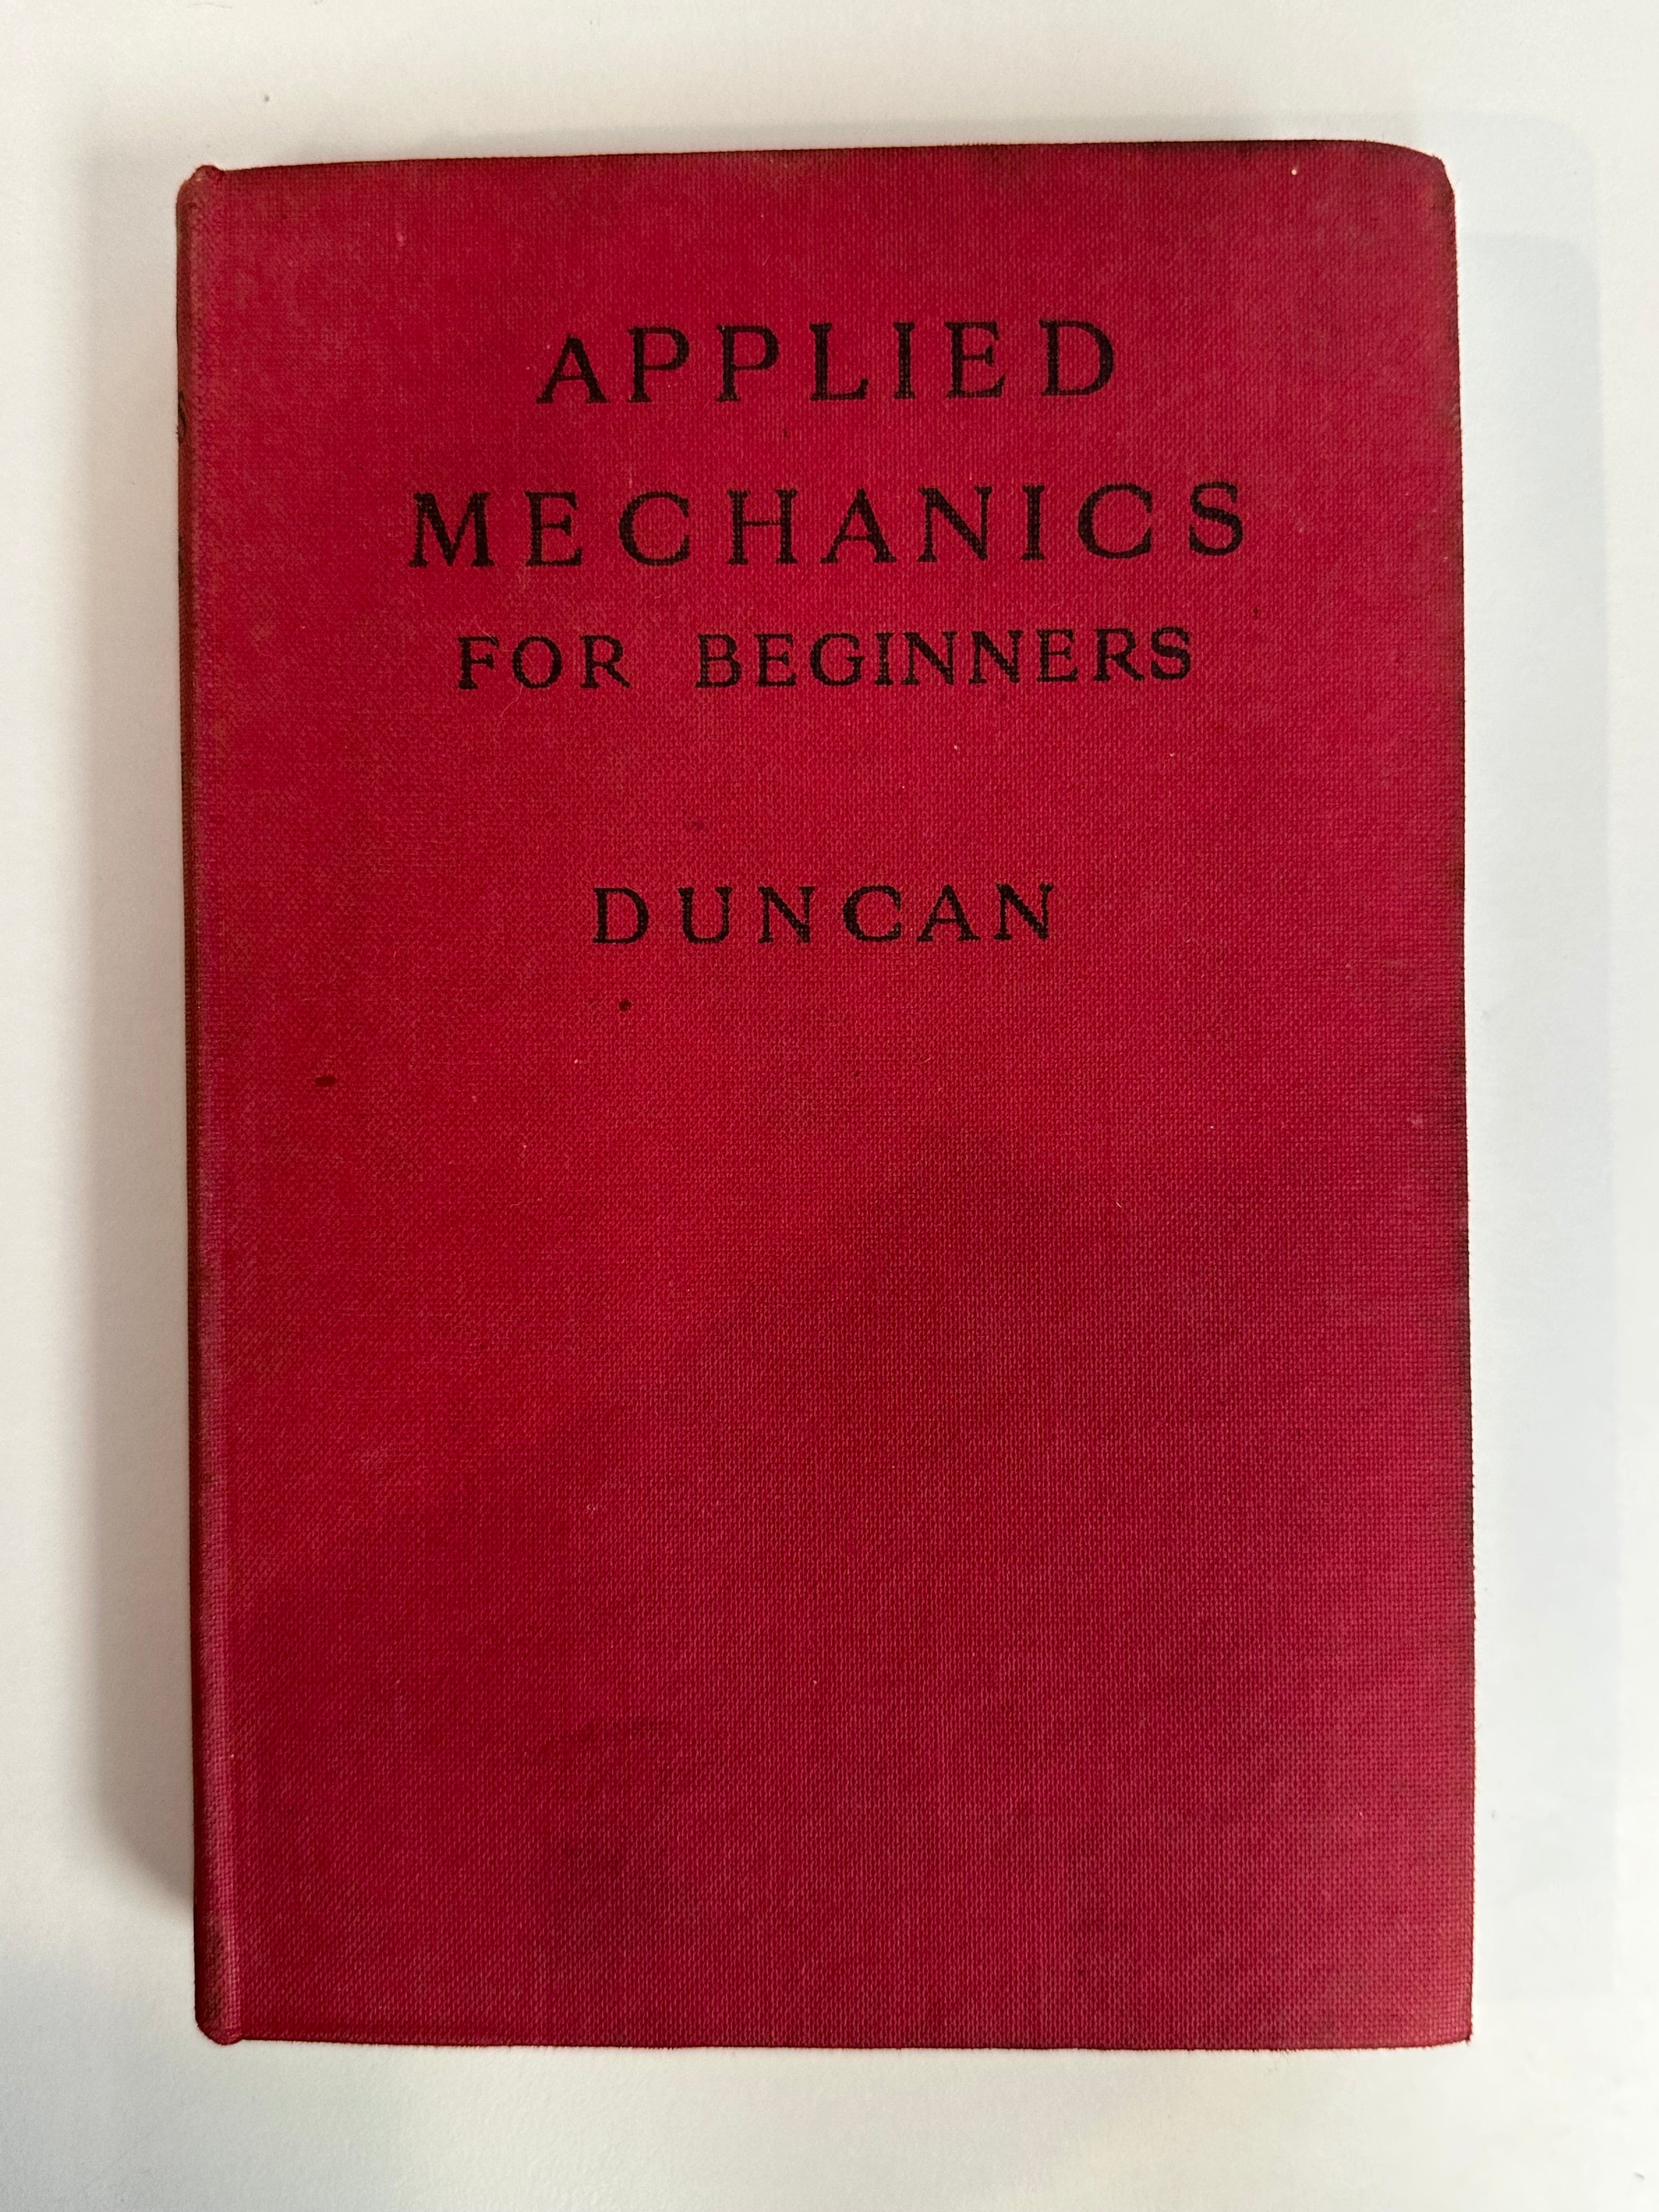 APPLIED
MECHANICS
FOR BEGINNERS
DUNCAN